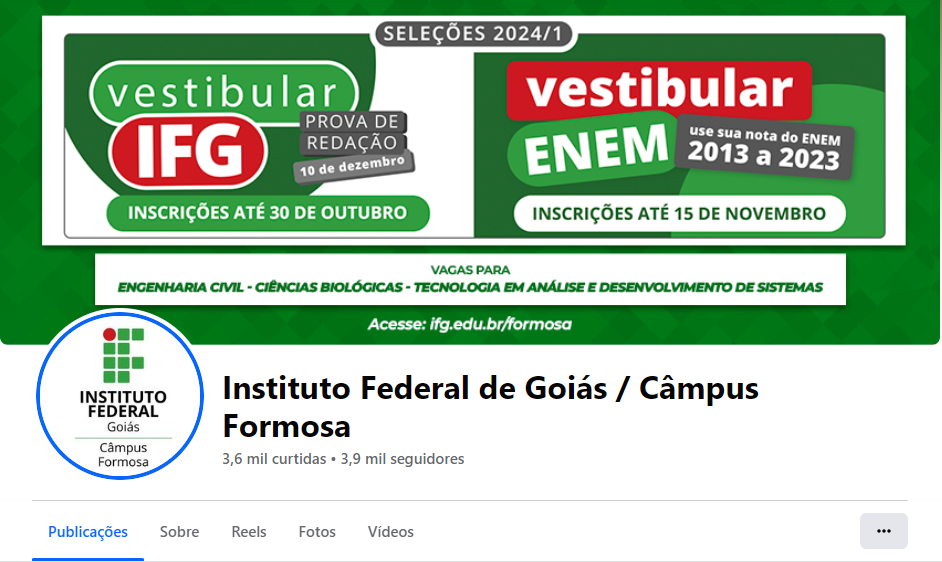 SELEÇÕES 2024/1
vestibular
IFG
PROVA DE
REDAÇÃO
10 de dezembro
INSCRIÇÕES ATÉ 30 DE OUTUBRO
vestibular
ENEM
use sua nota do ENEM
2013 a 2023
INSCRIÇÕES ATÉ 15 DE NOVEMBRO
VAGAS PARA
ENGENHARIA CIVIL - CIÊNCIAS BIOLÓGICAS - TECNOLOGIA EM ANÁLISE E DESENVOLVIMENTO DE SISTEMAS
Acesse: ifg.edu.br/formosa
INSTITUTO
FEDERAL
Goiás
Câmpus
Formosa
Instituto Federal de Goiás / Câmpus
Formosa
3,6 mil curtidas • 3,9 mil seguidores
Publicações Sobre Reels Fotos Vídeos